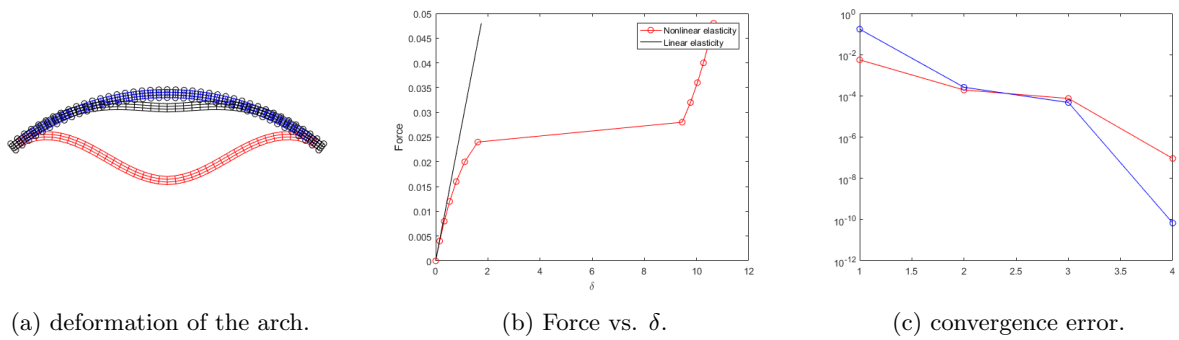 0.05
0.045
0.04
0.035
0.03
0.025
0.02
0.015
0.01
0.005
0
Force
0 2 4 6 8 10 12
δ
Nonlinear elasticity
Linear elasticity
10^0
10^-2
10^-4
10^-6
10^-8
10^-10
10^-12
1 1.5 2 2.5 3 3.5 4
(a) deformation of the arch.
(b) Force vs. δ.
(c) convergence error.